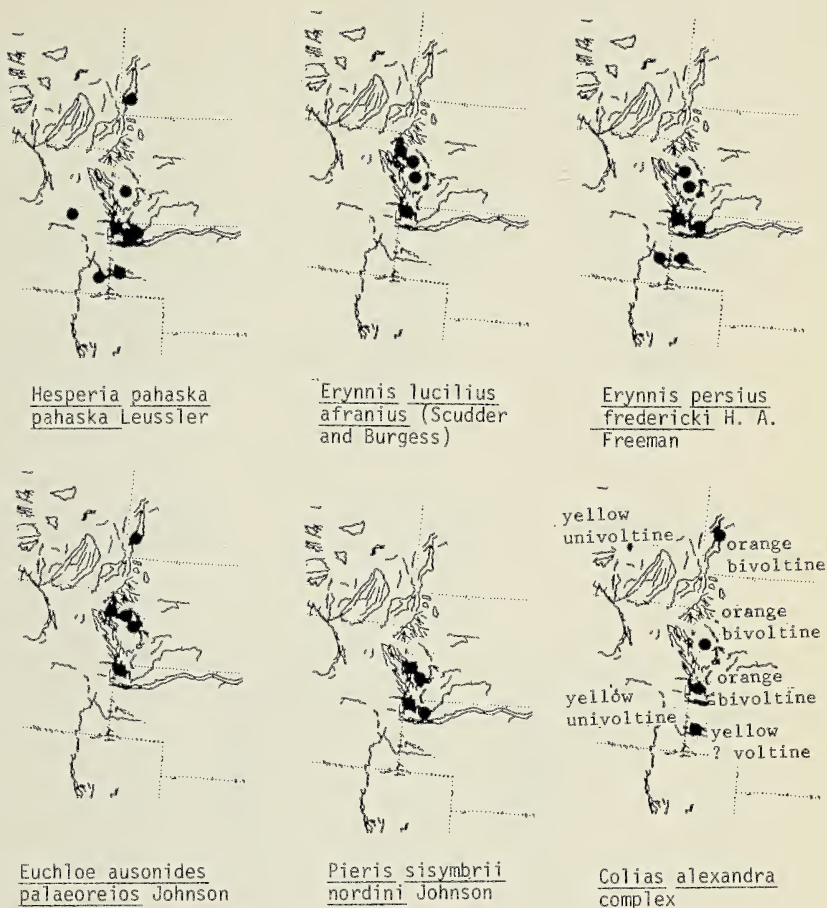 Hesperia pahaska
pahaska Leussler
Erynnis lucilius
afranius (Scudder
and Burgess)
Erynnis persius
fredericki H. A.
Freeman
yellow
univoltine
orange
bivoltine
orange
bivoltine
orange
bivoltine
yellow
univoltine
yellow
? voltine
Euchloe ausonides
palaeoreios Johnson
Pieris sisymbrii
nordini Johnson
Colias alexandra
complex